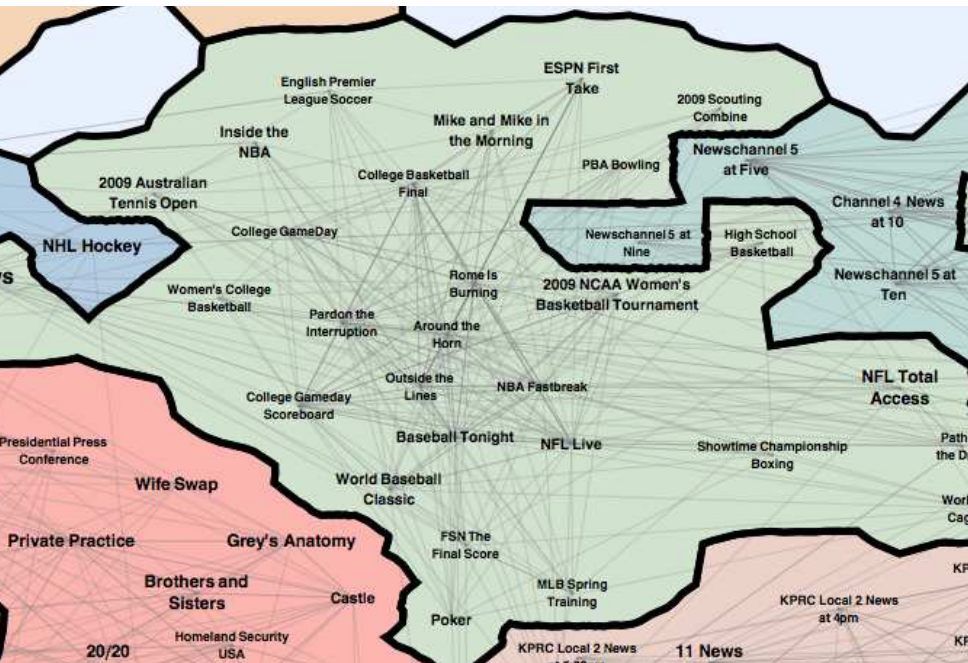 ESPN First
Take
English Premier
League Soccer
2009 Scouting
Combine
Mike and Mike in
the Morning
Inside the
NBA
Newschannel 5
at Five
PBA Bowling
College Basketball
Final
2009 Australian
Tennis Open
Channel 4 News
at 10
College GameDay
Newschannel 5 at
Nine
High School
Basketball
NHL Hockey
Rome Is
Burning
Newschannel 5 at
Ten
2009 NCAA Women's
Basketball Tournament
Women's College
Basketball
Pardon the
Interruption
Around the
Horn
Outside the
Lines
NBA Fastbreak
NFL Total
Access
College Gameday
Scoreboard
Baseball Tonight
NFL Live
Showtime Championship
Boxing
Presidential Press
Conference
Path
the D
Wife Swap
World Baseball
Classic
Private Practice
Grey's Anatomy
FSN The
Final Score
Brothers and
Sisters
Castle
MLB Spring
Training
Poker
KPRC Local 2 News
at 4pm
20/20
Homeland Security
USA
KPRC Local 2 News
11 News